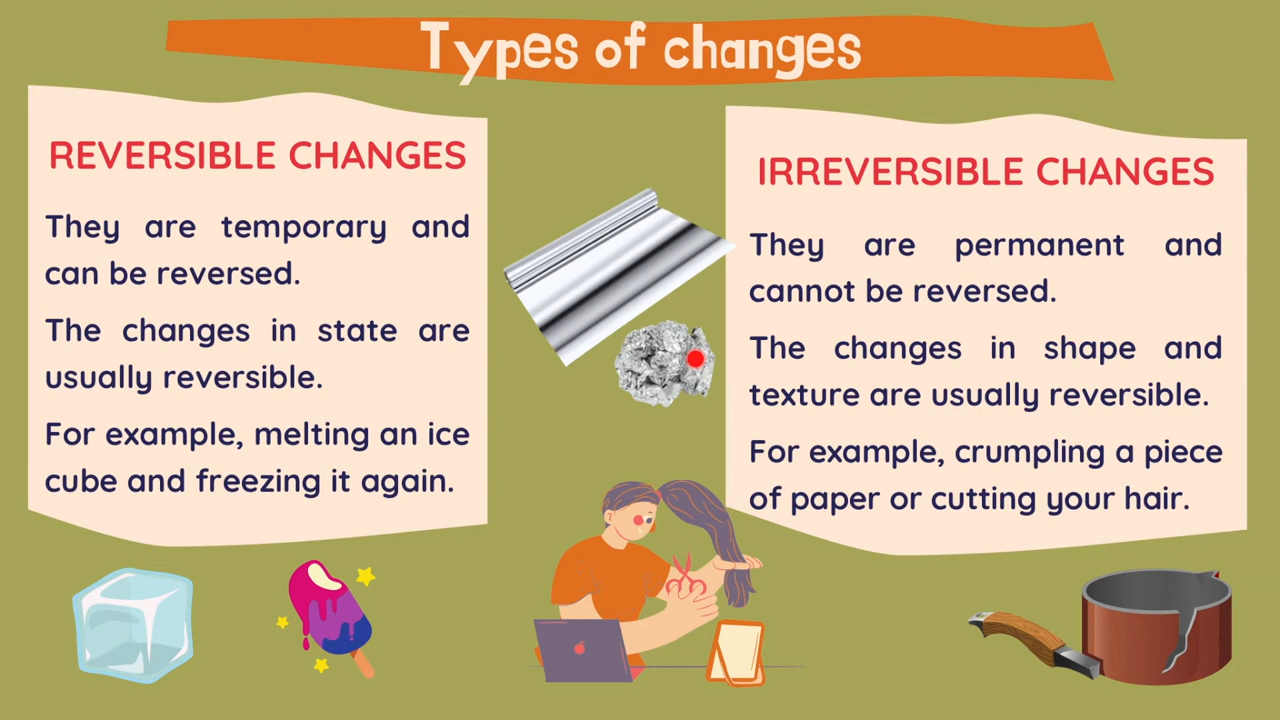 Types of changes
REVERSIBLE CHANGES
They are temporary and
can be reversed.
The changes in state are
usually reversible.
For example, melting an ice
cube and freezing it again.
IRREVERSIBLE CHANGES
They are permanent and
cannot be reversed.
The changes in shape and
texture are usually reversible.
For example, crumpling a piece
of paper or cutting your hair.